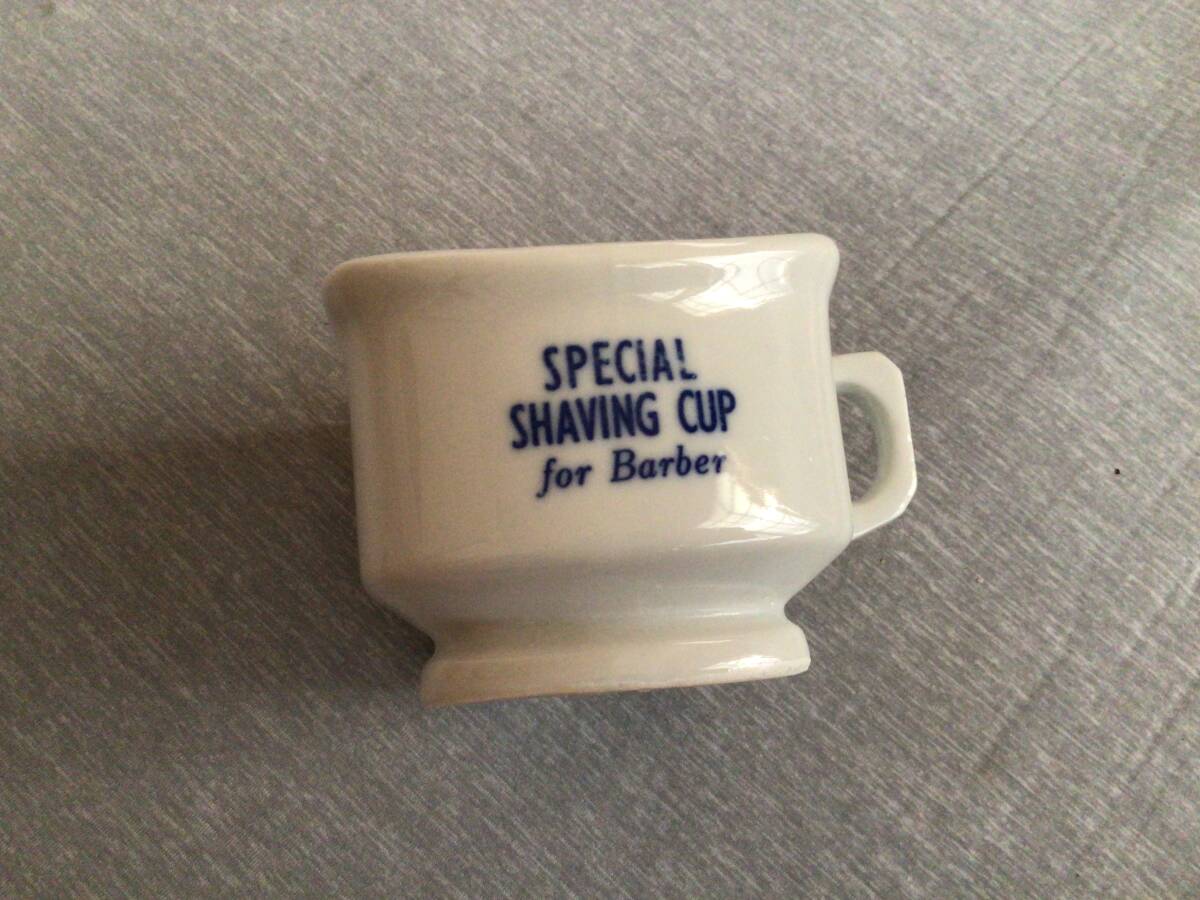 SPECIAL
SHAVING CUP
for Barber